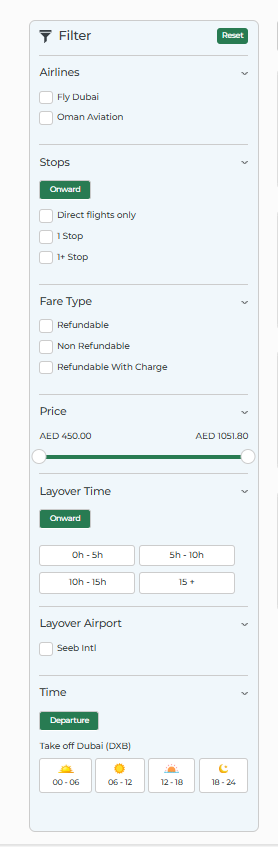 Filter
Reset
Airlines
Fly Dubai
Oman Aviation
Stops
Onward
Direct flights only
1 Stop
1+ Stop
Fare Type
Refundable
Non Refundable
Refundable With Charge
Price
AED 450.00 AED 1051.80
Layover Time
Onward
0h - 5h 5h - 10h
10h - 15h 15 +
Layover Airport
Seeb Intl
Time
Departure
Take off Dubai (DXB)
00 - 06 06 - 12 12 - 18 18 - 24